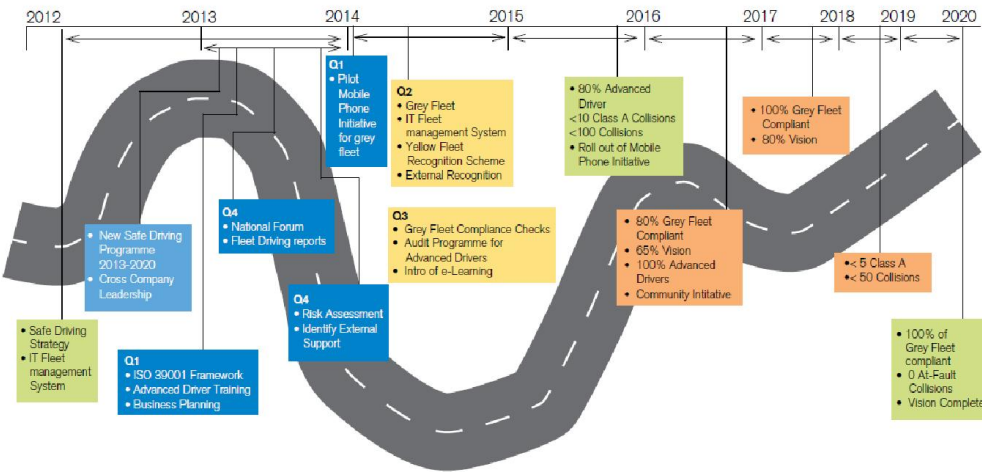 2012 2013 2014 2015 2016 2017 2018 2019 2020
Q1
• Pilot
Mobile
Phone
Initiative
for grey
fleet
Q2
• Grey Fleet
• IT Fleet
management System
• Yellow Fleet
Recognition Scheme
• External Recognition
• 80% Advanced
Driver
<10 Class A Collisions
<100 Collisions
• Roll out of Mobile
Phone Initiative
• 100% Grey Fleet
Compliant
• 80% Vision
• New Safe Driving
Programme
2013-2020
• Cross Company
Leadership
Q4
• National Forum
• Fleet Driving reports
Q3
• Grey Fleet Compliance Checks
• Audit Programme for
Advanced Drivers
• Intro of e-Learning
• 80% Grey Fleet
Compliant
• 65% Vision
• 100% Advanced
Drivers
• Community Intitative
• < 5 Class A
• < 50 Collisions
Q4
• Risk Assessment
• Identify External
Support
• Safe Driving
Strategy
• IT Fleet
management
System
Q1
• ISO 39001 Framework
• Advanced Driver Training
• Business Planning
• 100% of
Grey Fleet
compliant
• 0 At-Fault
Collisions
• Vision Complete